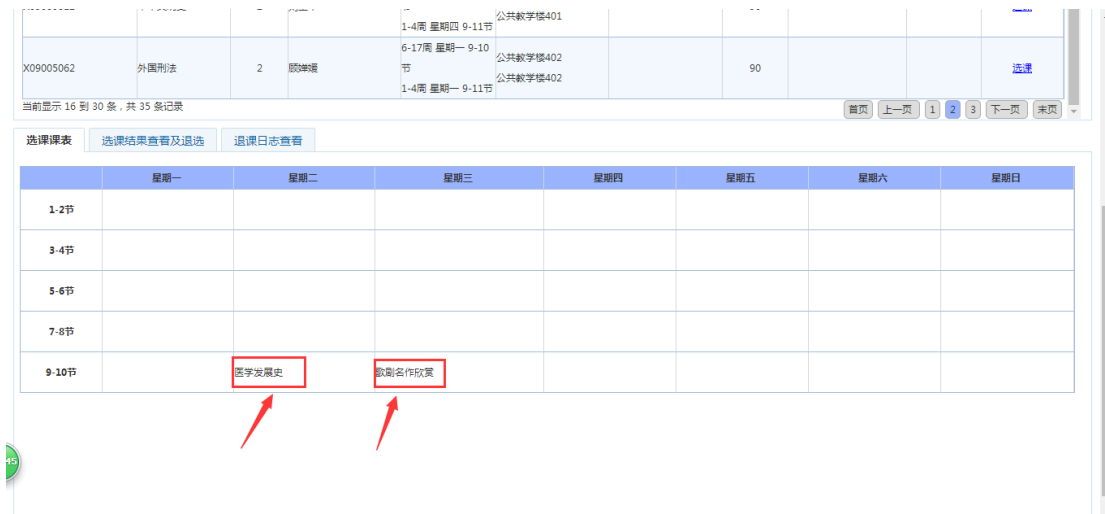 公共教学楼401
1-4周 星期四 9-11节
X09005062 外国刑法 2 顾婵媛 6-17周 星期一 9-10节 公共教学楼402 90 选课
1-4周 星期一 9-11节 公共教学楼402
当前显示 16 到 30 条，共 35 条记录 首页 上一页 1 2 3 下一页 末页
选课课表 选课结果查看及退选 退课日志查看
星期一 星期二 星期三 星期四 星期五 星期六 星期日
1-2节
3-4节
5-6节
7-8节
9-10节 医学发展史 歌剧名作欣赏
45